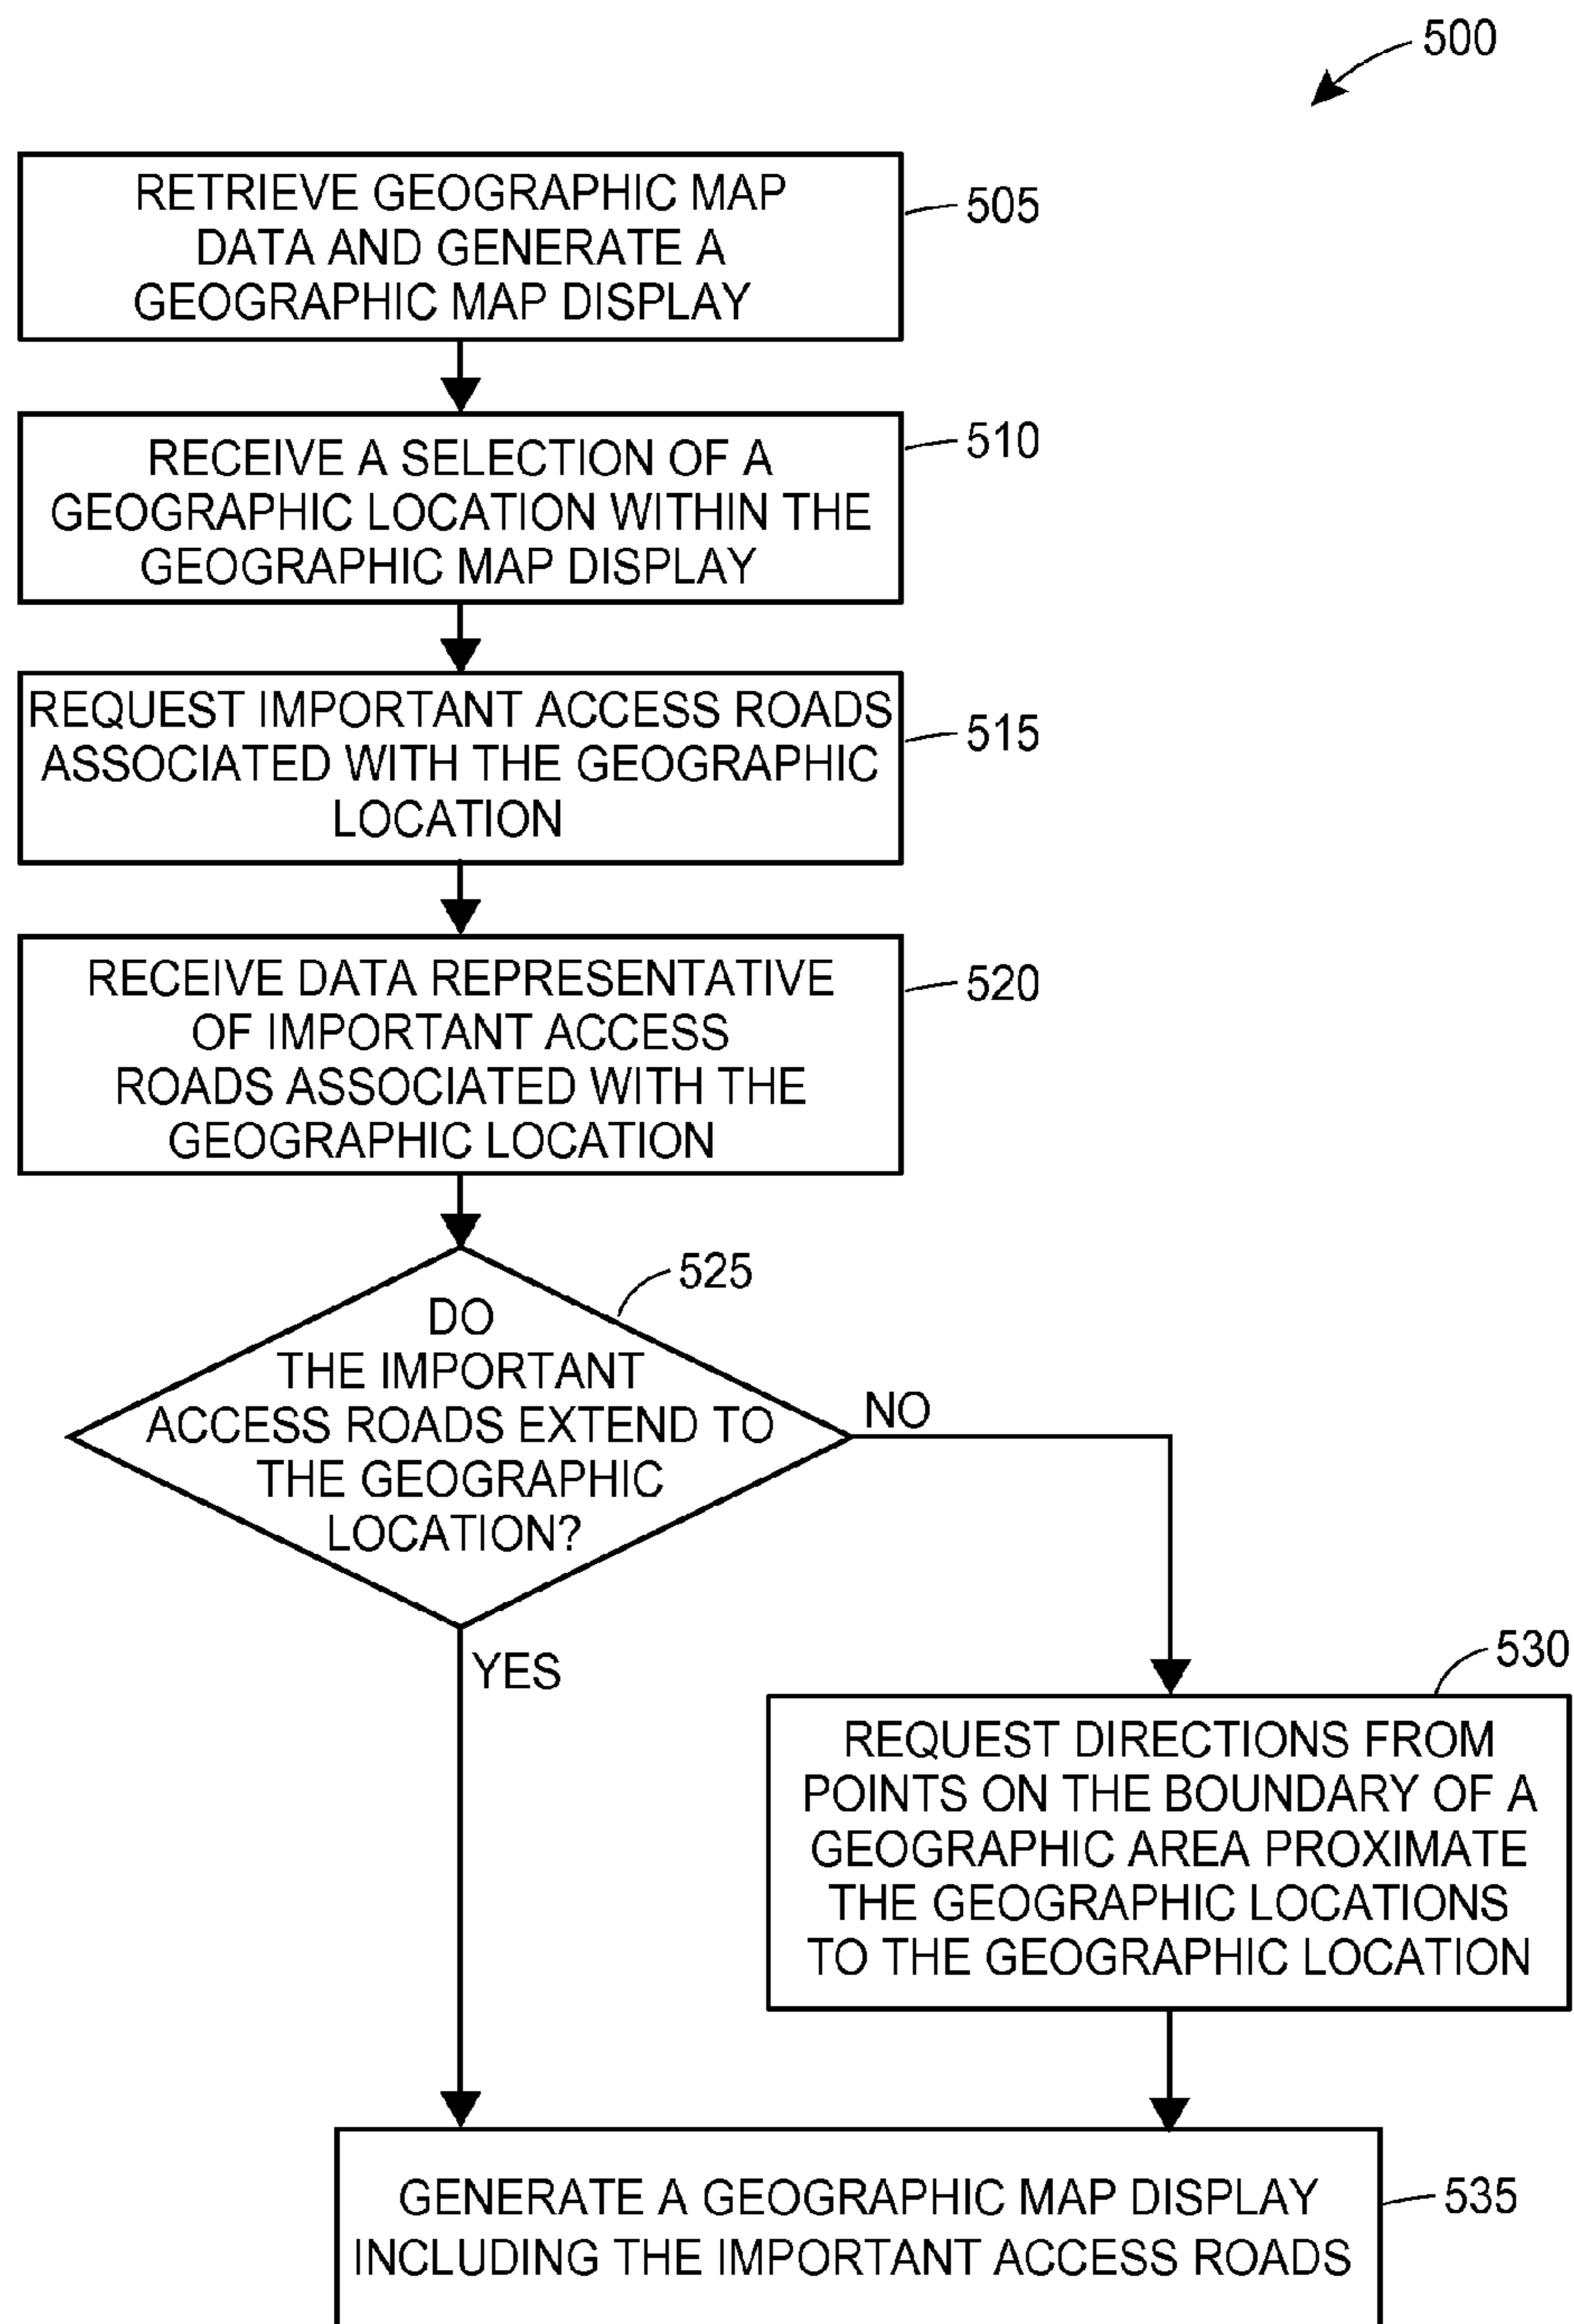 500
RETRIEVE GEOGRAPHIC MAP
DATA AND GENERATE A
GEOGRAPHIC MAP DISPLAY
505
RECEIVE A SELECTION OF A
GEOGRAPHIC LOCATION WITHIN THE
GEOGRAPHIC MAP DISPLAY
510
REQUEST IMPORTANT ACCESS ROADS
ASSOCIATED WITH THE GEOGRAPHIC
LOCATION
515
RECEIVE DATA REPRESENTATIVE
OF IMPORTANT ACCESS
ROADS ASSOCIATED WITH THE
GEOGRAPHIC LOCATION
520
DO
THE IMPORTANT
ACCESS ROADS EXTEND TO
THE GEOGRAPHIC
LOCATION?
525
NO
YES
530
REQUEST DIRECTIONS FROM
POINTS ON THE BOUNDARY OF A
GEOGRAPHIC AREA PROXIMATE
THE GEOGRAPHIC LOCATIONS
TO THE GEOGRAPHIC LOCATION
GENERATE A GEOGRAPHIC MAP DISPLAY
INCLUDING THE IMPORTANT ACCESS ROADS
535